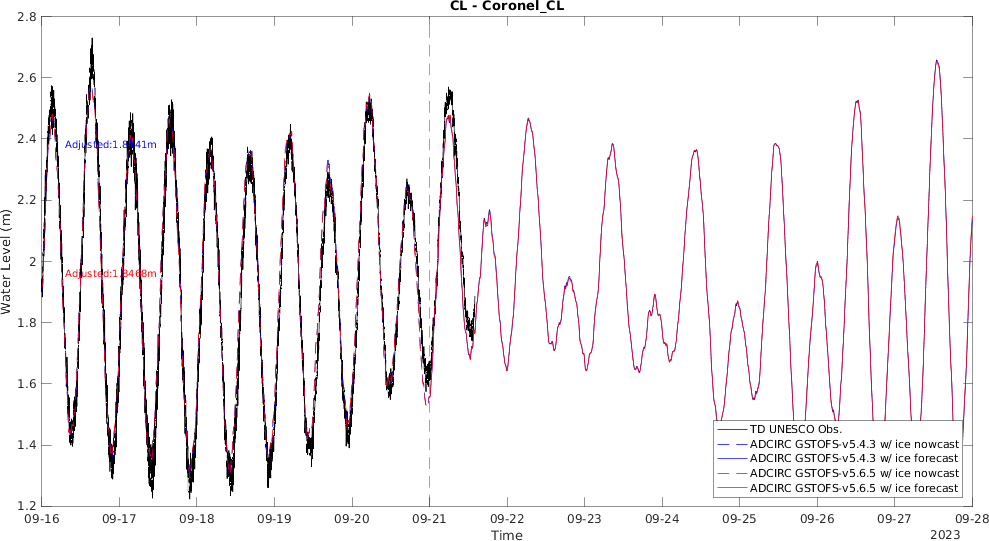 CL - Coronel_CL
2.8
2.6
2.4
2.2
2
1.8
1.6
1.4
1.2
Water Level (m)
Adjusted:1.8
41m
Adjusted:1.8468m
TD UNESCO Obs.
ADCIRC GSTOFS-v5.4.3 w/ ice nowcast
ADCIRC GSTOFS-v5.4.3 w/ ice forecast
ADCIRC GSTOFS-v5.6.5 w/ ice nowcast
ADCIRC GSTOFS-v5.6.5 w/ ice forecast
09-16 09-17 09-18 09-19 09-20 09-21 09-22 09-23 09-24 09-25 09-26 09-27 09-28
Time
2023